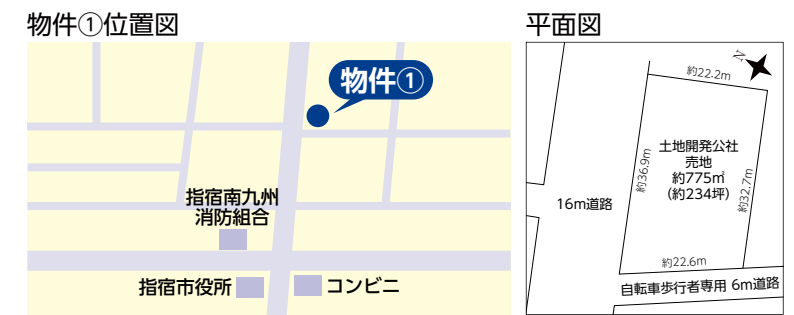 物件①位置図
物件①
指宿南九州
消防組合
指宿市役所
コンビニ
平面図
N
約22.2m
土地開発公社
売地
約775㎡
(約234坪)
約36.9m
約32.7m
16m道路
約22.6m
自転車歩行者専用 6m道路